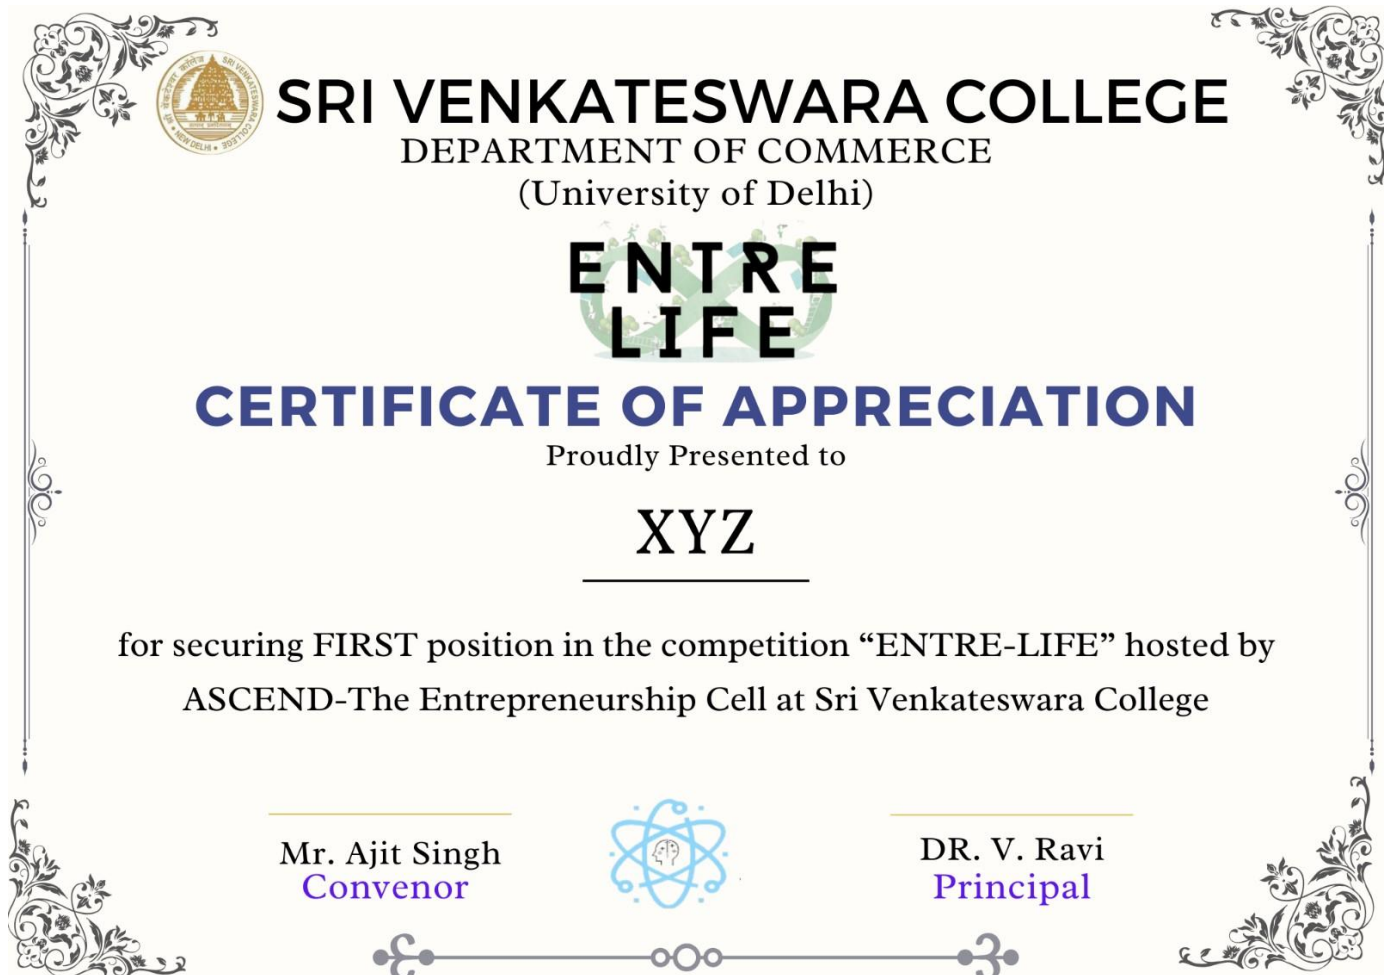 SRI VENKATESWARA COLLEGE
DEPARTMENT OF COMMERCE
(University of Delhi)
ENTRE
LIFE
CERTIFICATE OF APPRECIATION
Proudly Presented to
XYZ
for securing FIRST position in the competition “ENTRE-LIFE” hosted by
ASCEND-The Entrepreneurship Cell at Sri Venkateswara College
Mr. Ajit Singh
Convenor
DR. V. Ravi
Principal